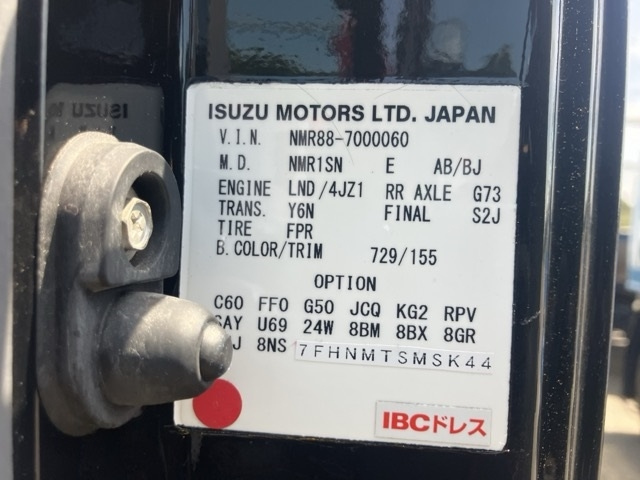 ISUZU MOTORS LTD. JAPAN
V.I.N. NMR88-7000060
M.D. NMR1SN E AB/BJ
ENGINE LND/4JZ1 RR AXLE G73
TRANS. Y6N FINAL S2J
TIRE FPR
B.COLOR/TRIM 729/155
OPTION
C60 FF0 G50 JCQ KG2 RPV
U69 24W 8BM 8BX 8GR
8NS 7FHNMTSMSK44
IBCドレス